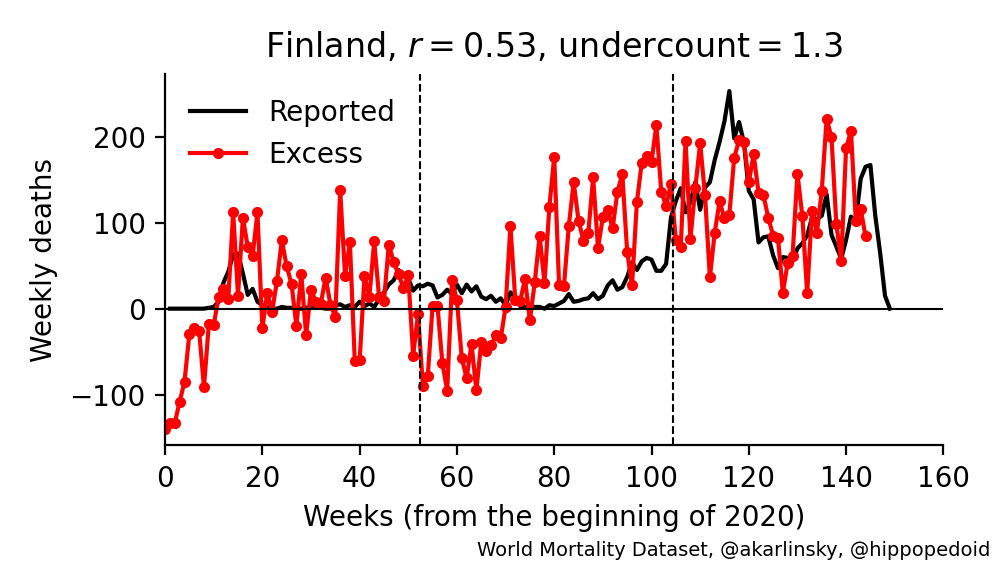 Finland, r = 0.53, undercount = 1.3
Reported
Excess
Weekly deaths
200
100
0
−100
0 20 40 60 80 100 120 140 160
Weeks (from the beginning of 2020)
World Mortality Dataset, @akarlinsky, @hippopedoid